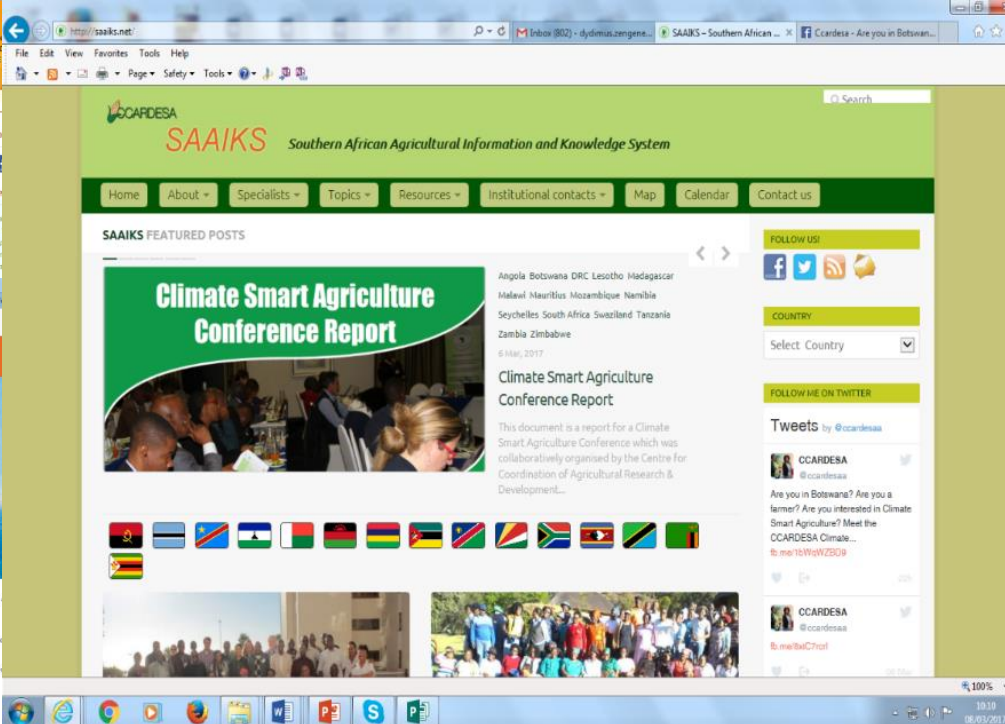 http://saaiks.net/
Inbox (802) - dydimus.zengene...
SAAIKS – Southern African ...
Ccardesa - Are you in Botswan...
File Edit View Favorites Tools Help
Page Safety Tools
Search
CCARDESA
SAAIKS Southern African Agricultural Information and Knowledge System
Home About Specialists Topics Resources Institutional contacts Map Calendar Contact us
SAAIKS FEATURED POSTS
Climate Smart Agriculture
Conference Report
Angola Botswana DRC Lesotho Madagascar
Malawi Mauritius Mozambique Namibia
Seychelles South Africa Swaziland Tanzania
Zambia Zimbabwe
6 Mar, 2017
Climate Smart Agriculture
Conference Report
This document is a report for a Climate
Smart Agriculture Conference which was
collaboratively organised by the Centre for
Coordination of Agricultural Research &
Development...
FOLLOW US!
COUNTRY
Select Country
FOLLOW ME ON TWITTER
Tweets by @ccardesaa
CCARDESA
@ccardesaa
Are you in Botswana? Are you a
farmer? Are you interested in Climate
Smart Agriculture? Meet the
CCARDESA Climate...
fb.me/1bWqWZBD9
22h
CCARDESA
@ccardesaa
08 Mar
100%
10:10